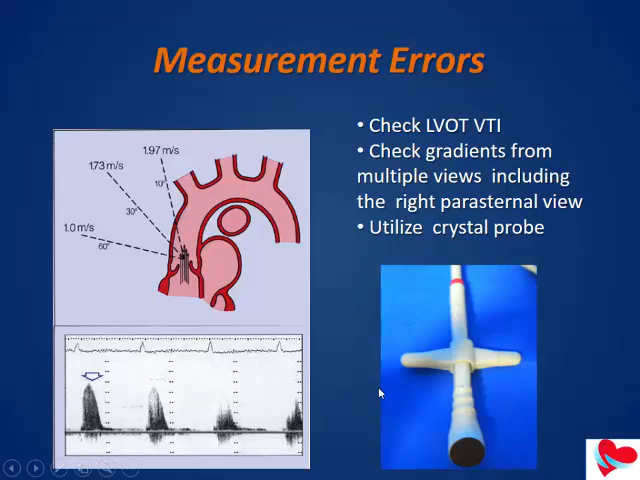 Measurement Errors
• Check LVOT VTI
• Check gradients from
multiple views including
the right parasternal view
• Utilize crystal probe
1.97 m/s
1.73 m/s
10°
30°
1.0 m/s
60°